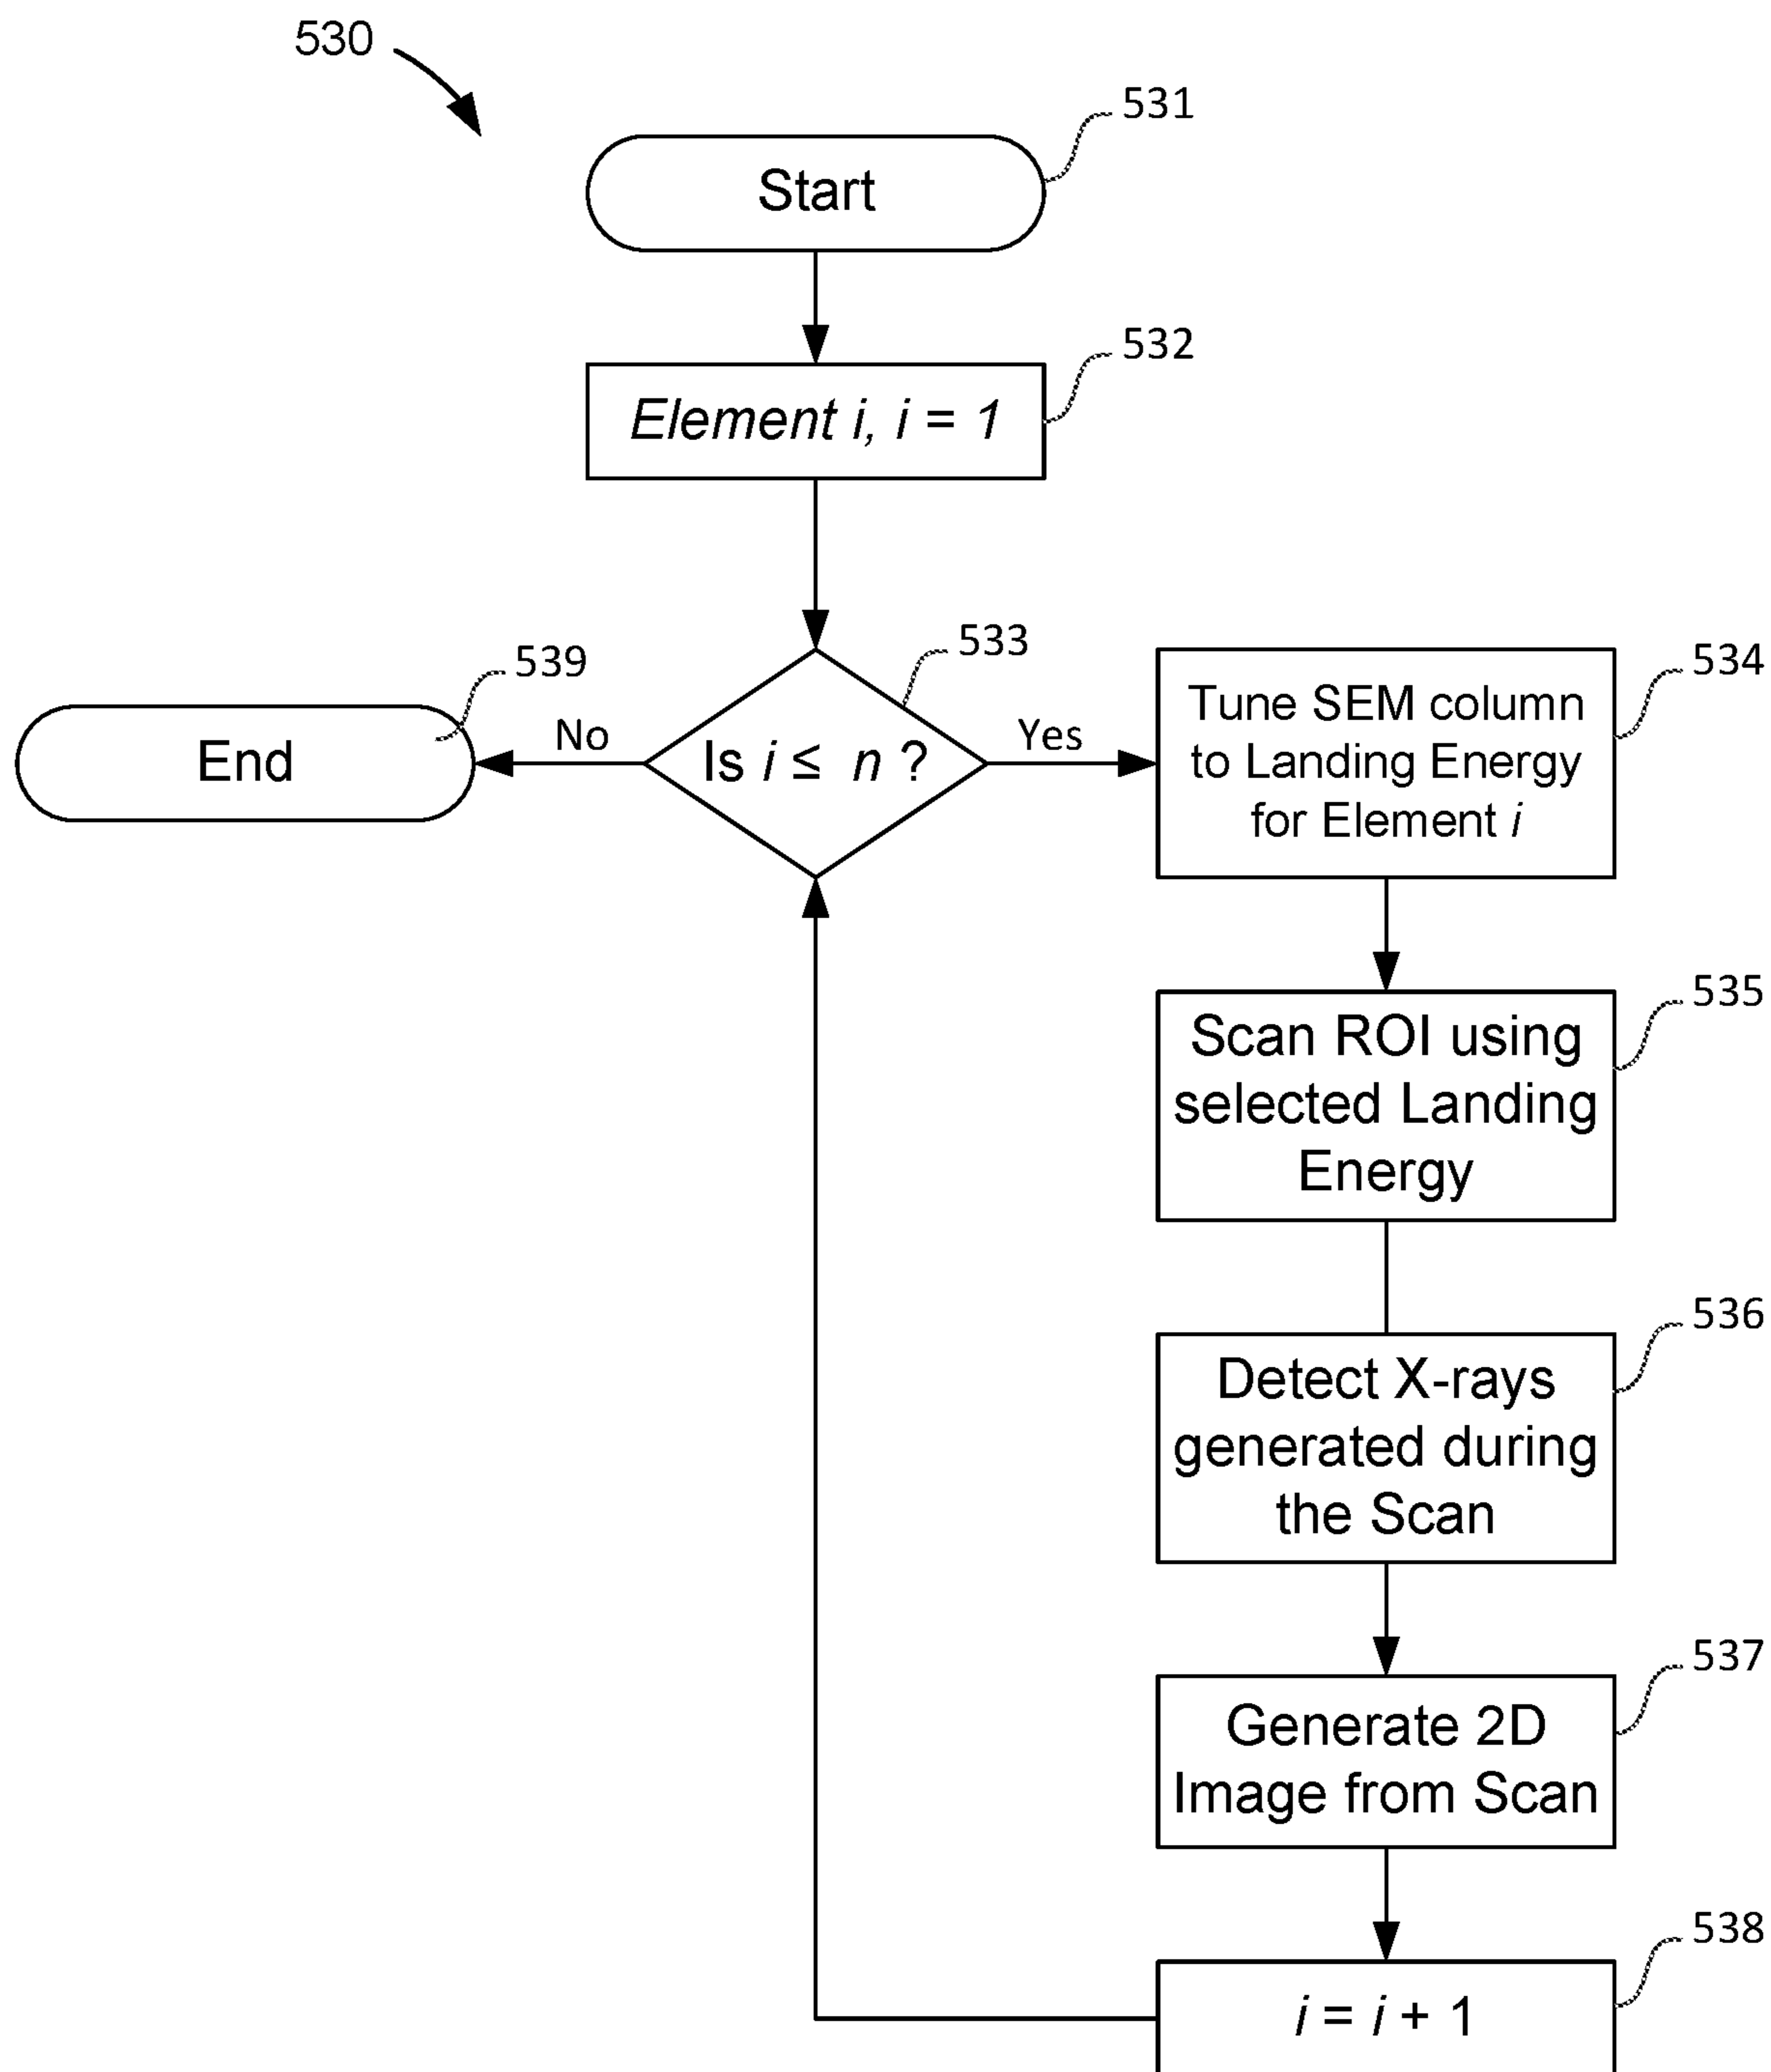 530
531
Start
532
Element i, i = 1
533
539
534
End
No
Is i ≤ n ?
Yes
Tune SEM column
to Landing Energy
for Element i
535
Scan ROI using
selected Landing
Energy
536
Detect X-rays
generated during
the Scan
537
Generate 2D
Image from Scan
538
i = i + 1